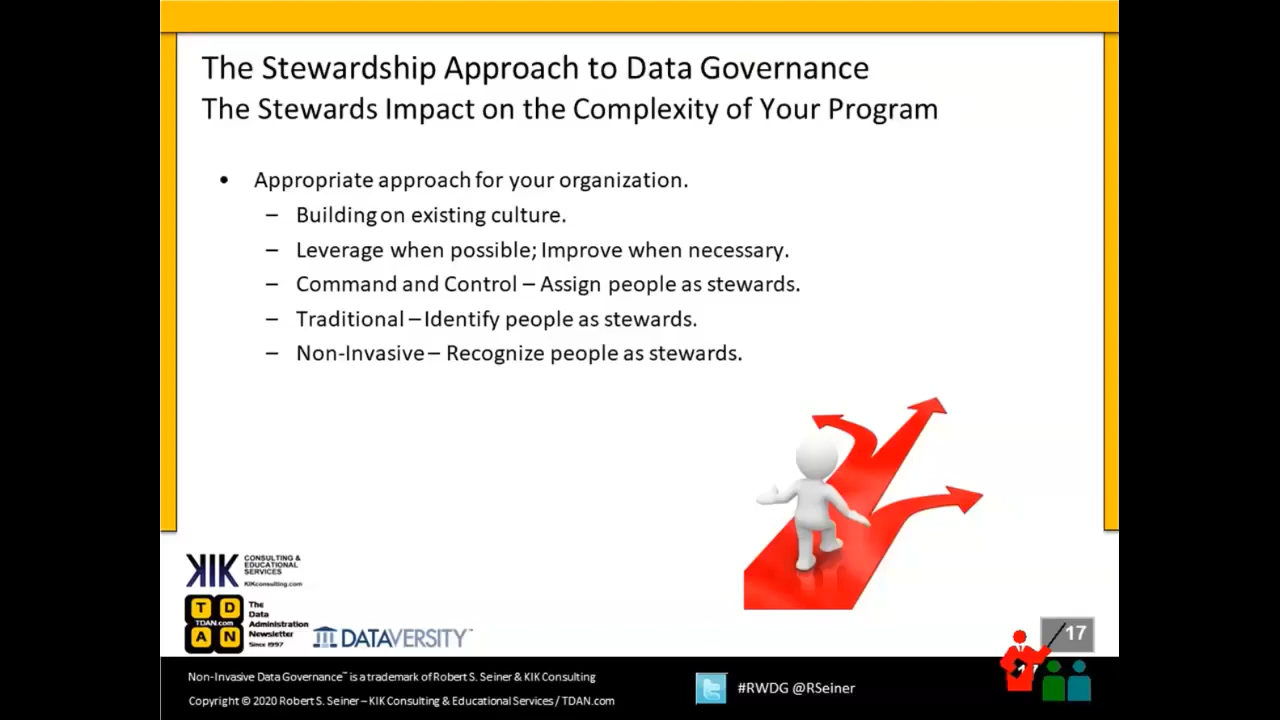 The Stewardship Approach to Data Governance
The Stewards Impact on the Complexity of Your Program
• Appropriate approach for your organization.
– Building on existing culture.
– Leverage when possible; Improve when necessary.
– Command and Control – Assign people as stewards.
– Traditional – Identify people as stewards.
– Non-Invasive – Recognize people as stewards.
KIK CONSULTING &
EDUCATIONAL
SERVICES
KIKconsulting.com
T D
TDAN.com
A N
The
Data
Administration
Newsletter
Since 1997
DATAVERSITY™
17
Non-Invasive Data Governance™ is a trademark of Robert S. Seiner & KIK Consulting
Copyright © 2020 Robert S. Seiner – KIK Consulting & Educational Services / TDAN.com
#RWDG @RSeiner